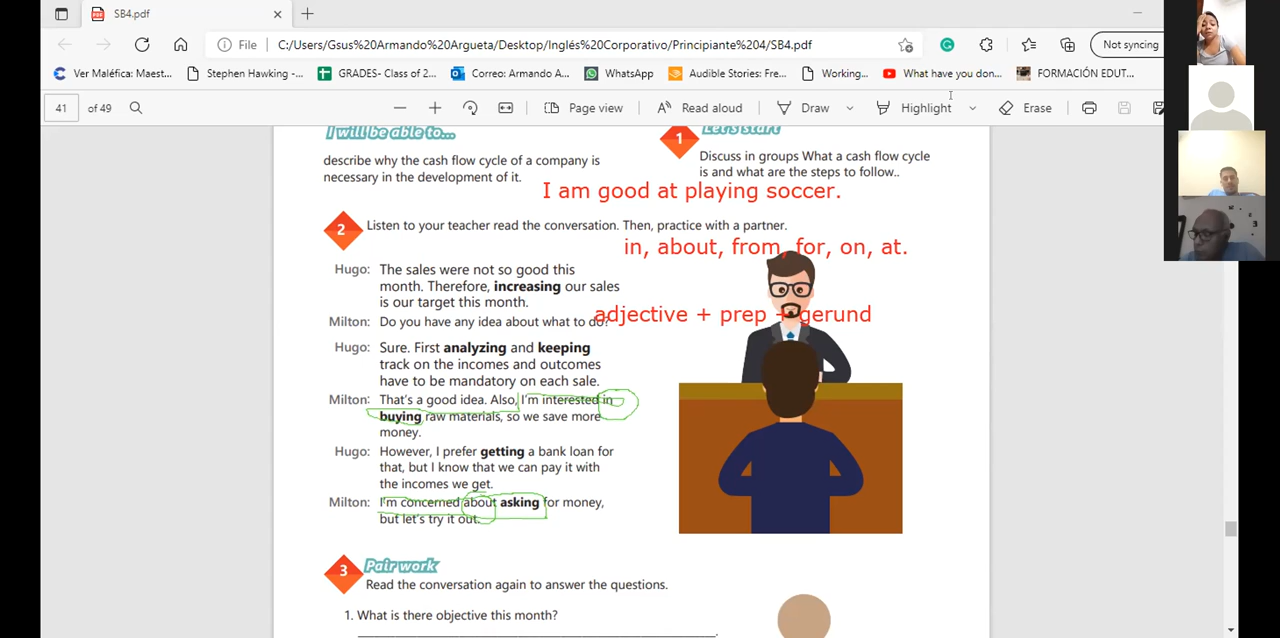 SB4.pdf
File C:/Users/Gsus%20Armando%20Argueta/Desktop/Inglés%20Corporativo/Principiante%204/SB4.pdf Not syncing
Ver Maléfica: Maest... Stephen Hawking -... GRADES- Class of 2... Correo: Armando A... WhatsApp Audible Stories: Fre... Working... What have you don... FORMACIÓN EDUT...
41 of 49 Page view Read aloud Draw Highlight Erase
I will be able to...
1 Let's start
describe why the cash flow cycle of a company is
necessary in the development of it.
Discuss in groups What a cash flow cycle
is and what are the steps to follow..
I am good at playing soccer.
2 Listen to your teacher read the conversation. Then, practice with a partner.
in, about, from, for, on, at.
Hugo: The sales were not so good this
month. Therefore, increasing our sales
is our target this month.
adjective + prep + gerund
Milton: Do you have any idea about what to do?
Hugo: Sure. First analyzing and keeping
track on the incomes and outcomes
have to be mandatory on each sale.
Milton: That's a good idea. Also, I'm interested in
buying raw materials, so we save more
money.
Hugo: However, I prefer getting a bank loan for
that, but I know that we can pay it with
the incomes we get.
Milton: I'm concerned about asking for money,
but let's try it out.
3 Pair work
Read the conversation again to answer the questions.
1. What is there objective this month?